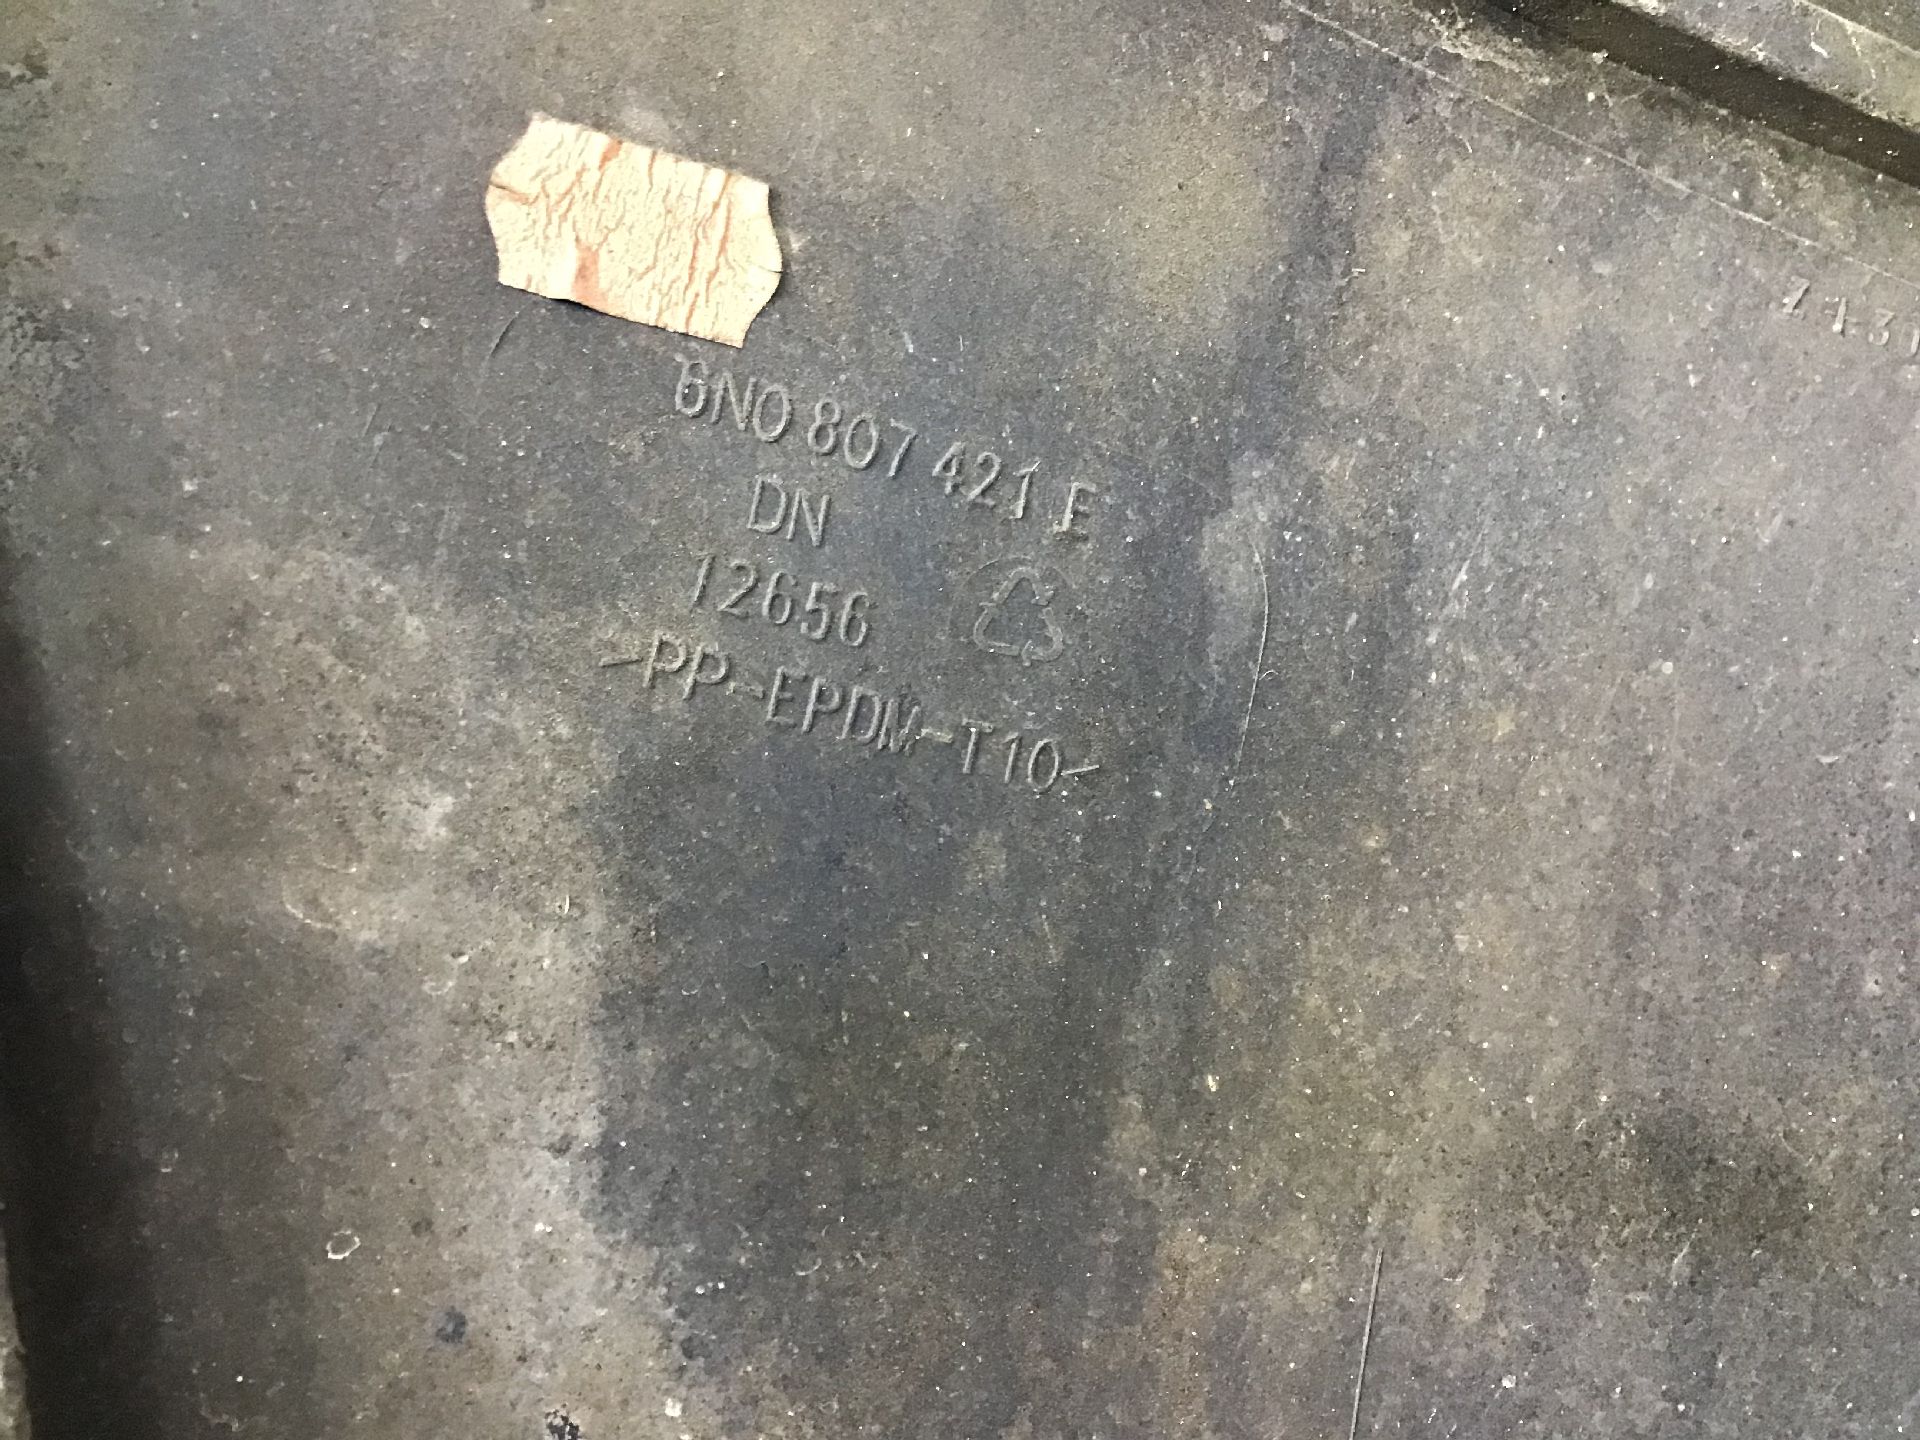 6N0 807 421 E
DN
12656
>PP-EPDM-T10<